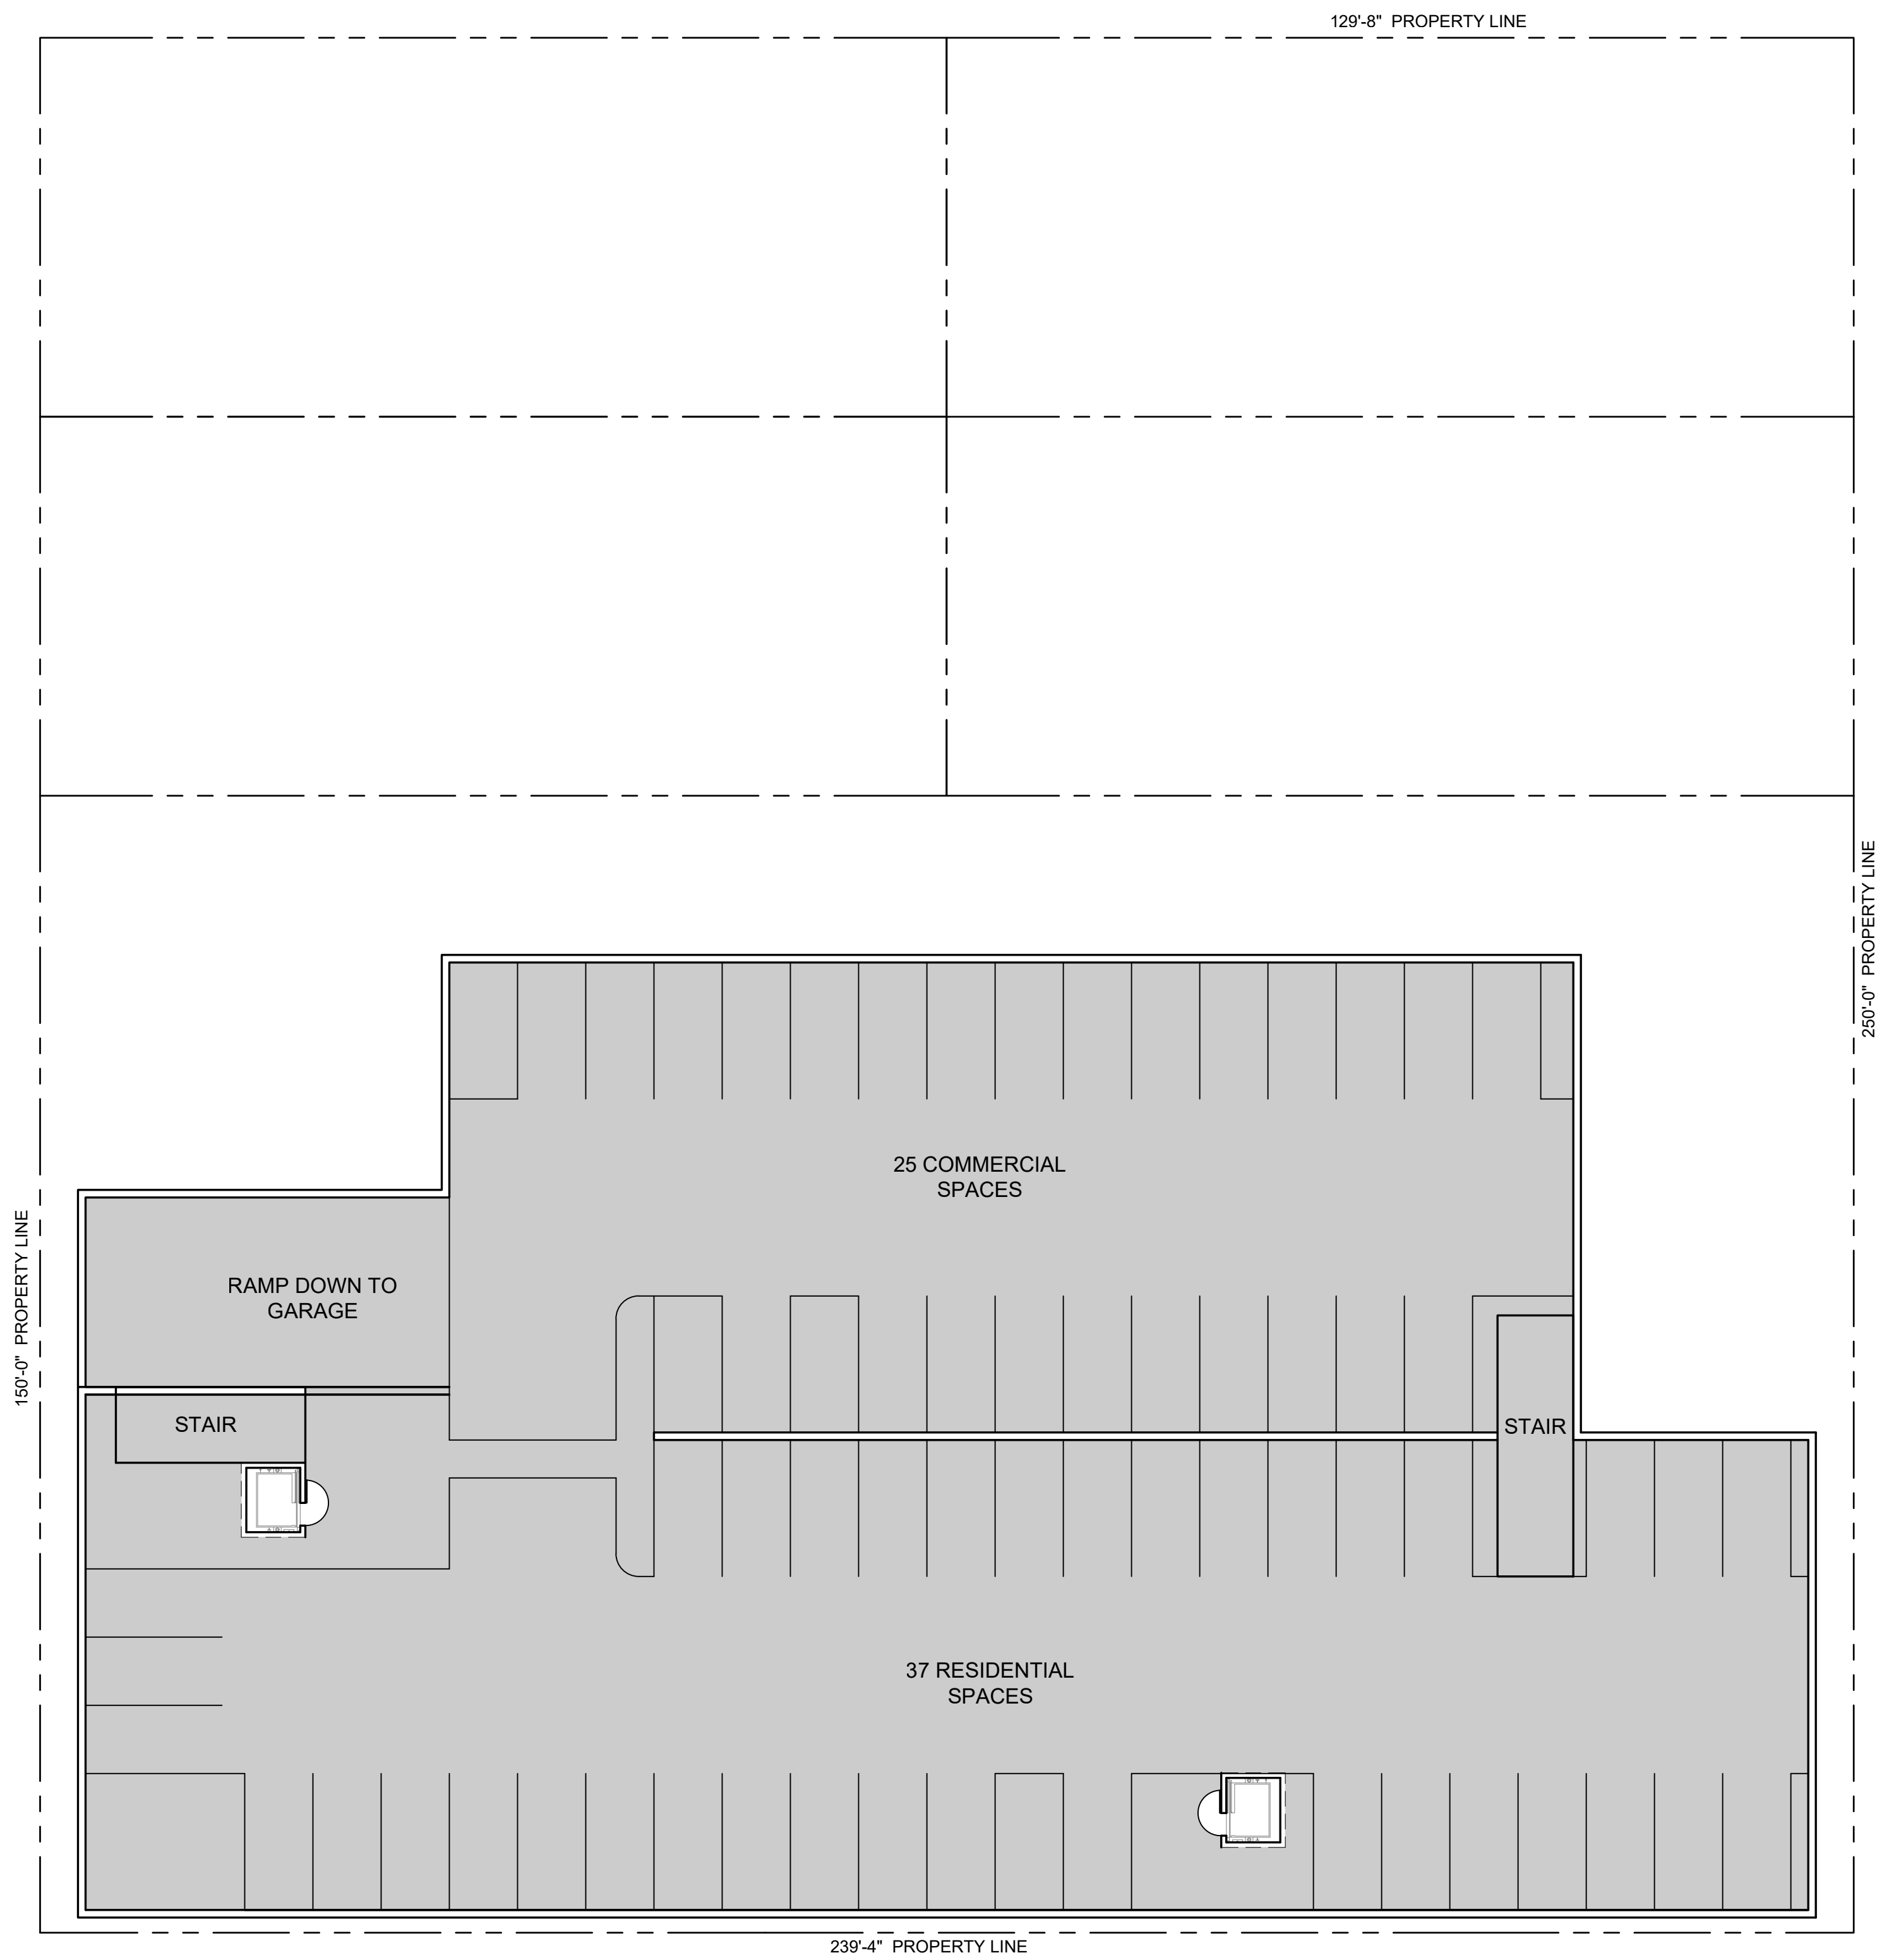 129'-8" PROPERTY LINE
250'-0" PROPERTY LINE
25 COMMERCIAL
SPACES
150'-0" PROPERTY LINE
RAMP DOWN TO
GARAGE
STAIR
STAIR
37 RESIDENTIAL
SPACES
239'-4" PROPERTY LINE